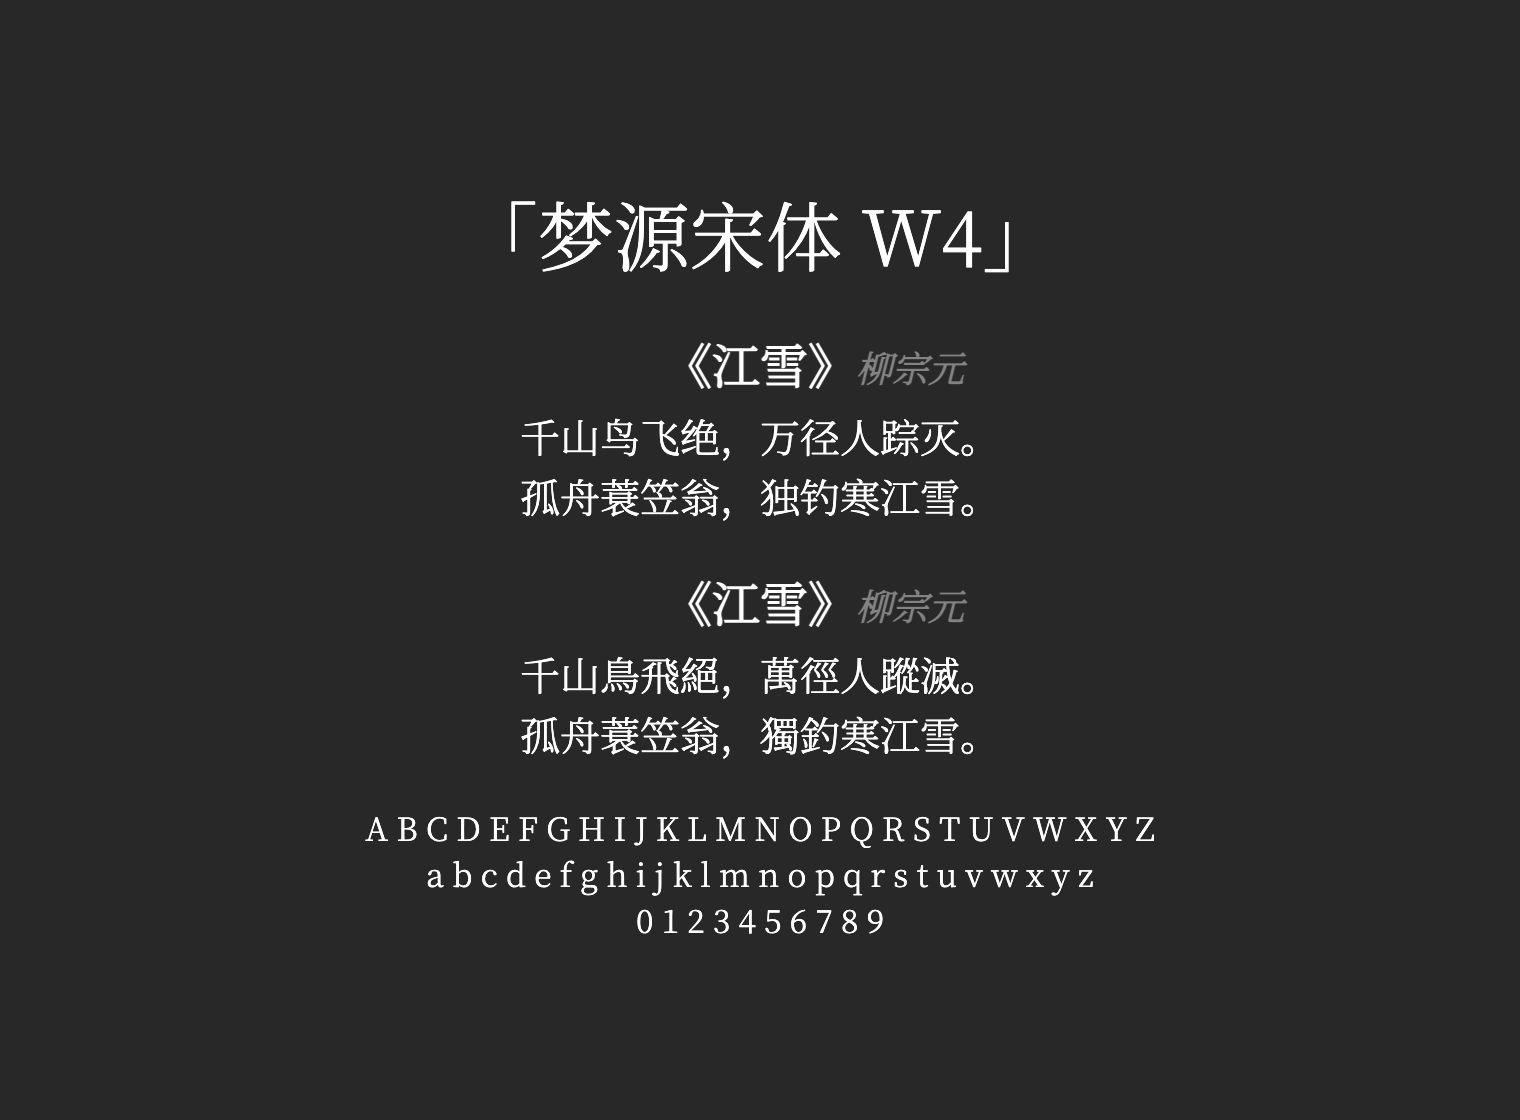 「梦源宋体 W4」
《江雪》柳宗元
千山鸟飞绝，万径人踪灭。
孤舟蓑笠翁，独钓寒江雪。
《江雪》柳宗元
千山鳥飛絕，萬徑人蹤滅。
孤舟蓑笠翁，獨釣寒江雪。
A B C D E F G H I J K L M N O P Q R S T U V W X Y Z
a b c d e f g h i j k l m n o p q r s t u v w x y z
0 1 2 3 4 5 6 7 8 9